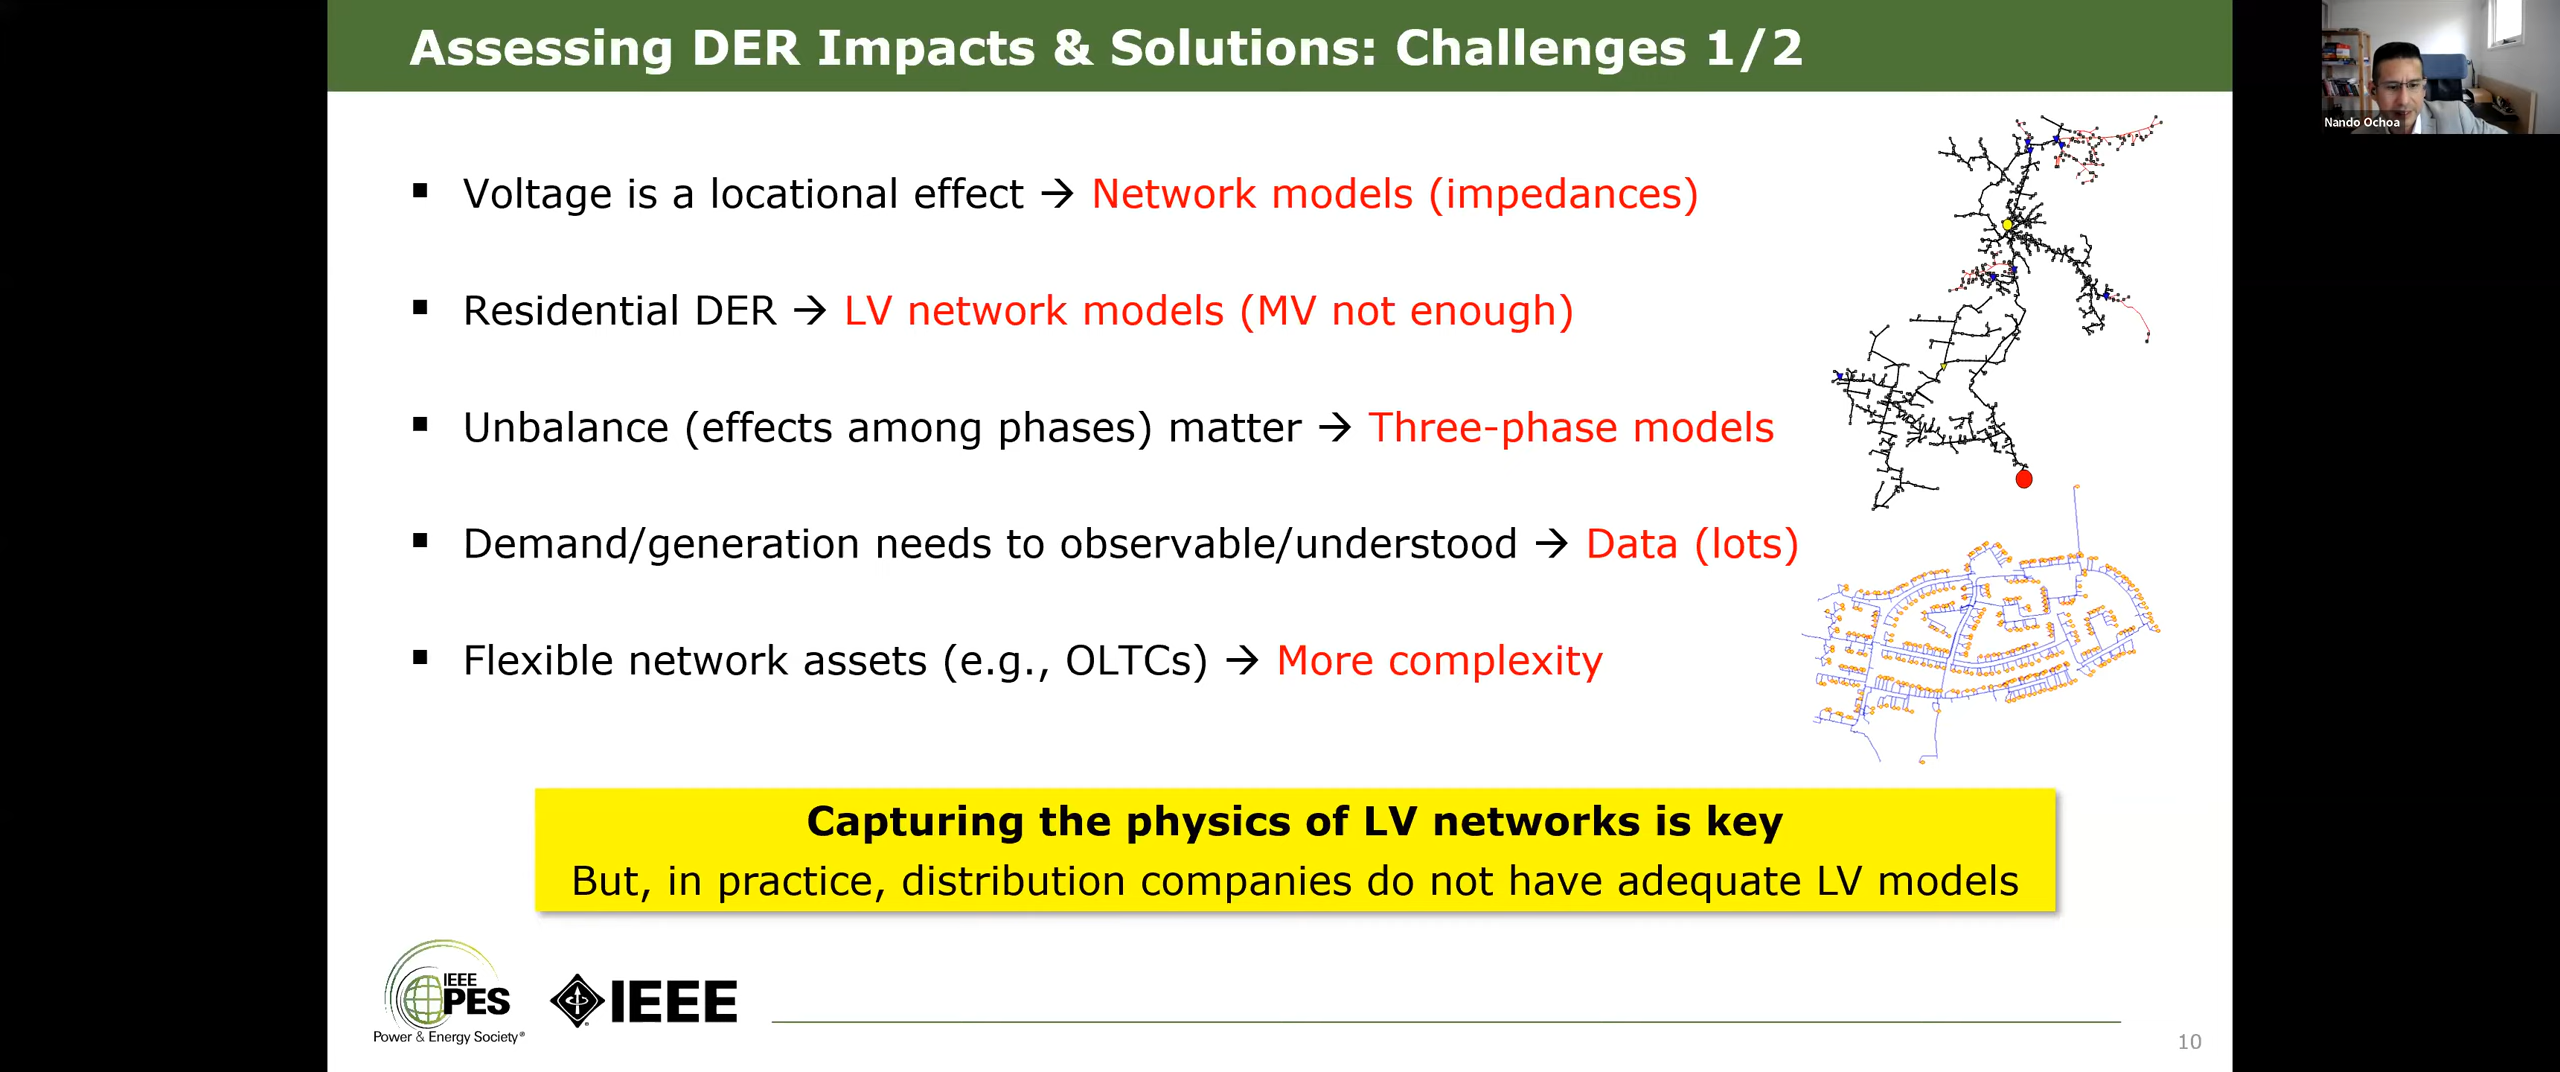 Assessing DER Impacts & Solutions: Challenges 1/2
Nando Ochoa
▪ Voltage is a locational effect → Network models (impedances)
▪ Residential DER → LV network models (MV not enough)
▪ Unbalance (effects among phases) matter → Three-phase models
▪ Demand/generation needs to observable/understood → Data (lots)
▪ Flexible network assets (e.g., OLTCs) → More complexity
Capturing the physics of LV networks is key
But, in practice, distribution companies do not have adequate LV models
IEEE
PES
Power & Energy Society®
IEEE
10